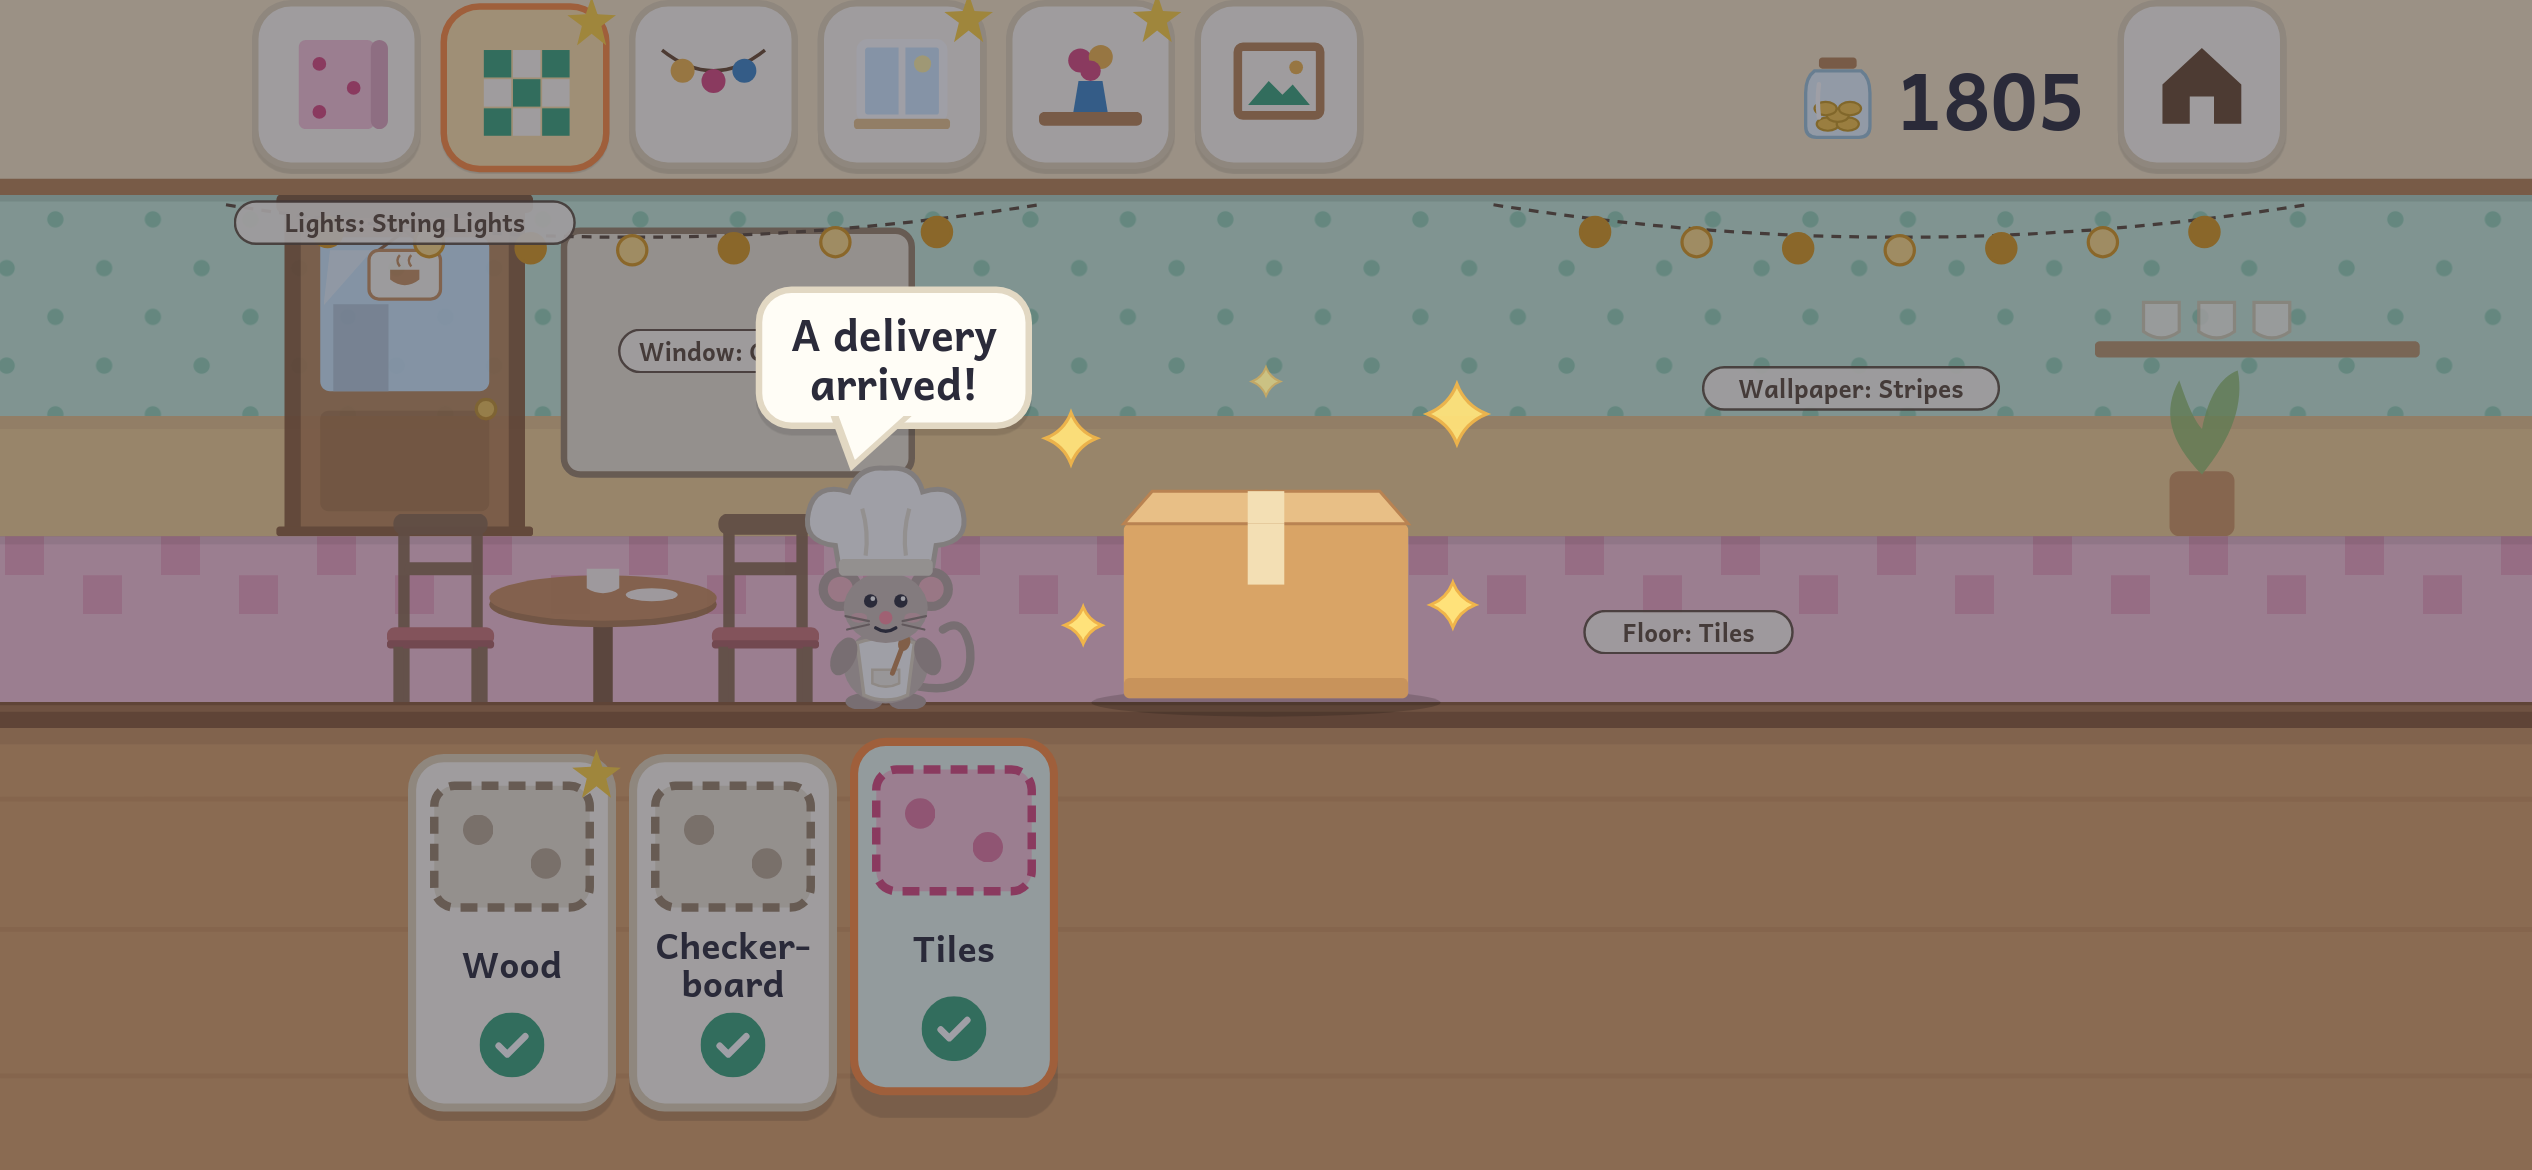 1805
Lights: String Lights
A delivery
arrived!
Window:
Wallpaper: Stripes
Floor: Tiles
Wood
Checker-
board
Tiles